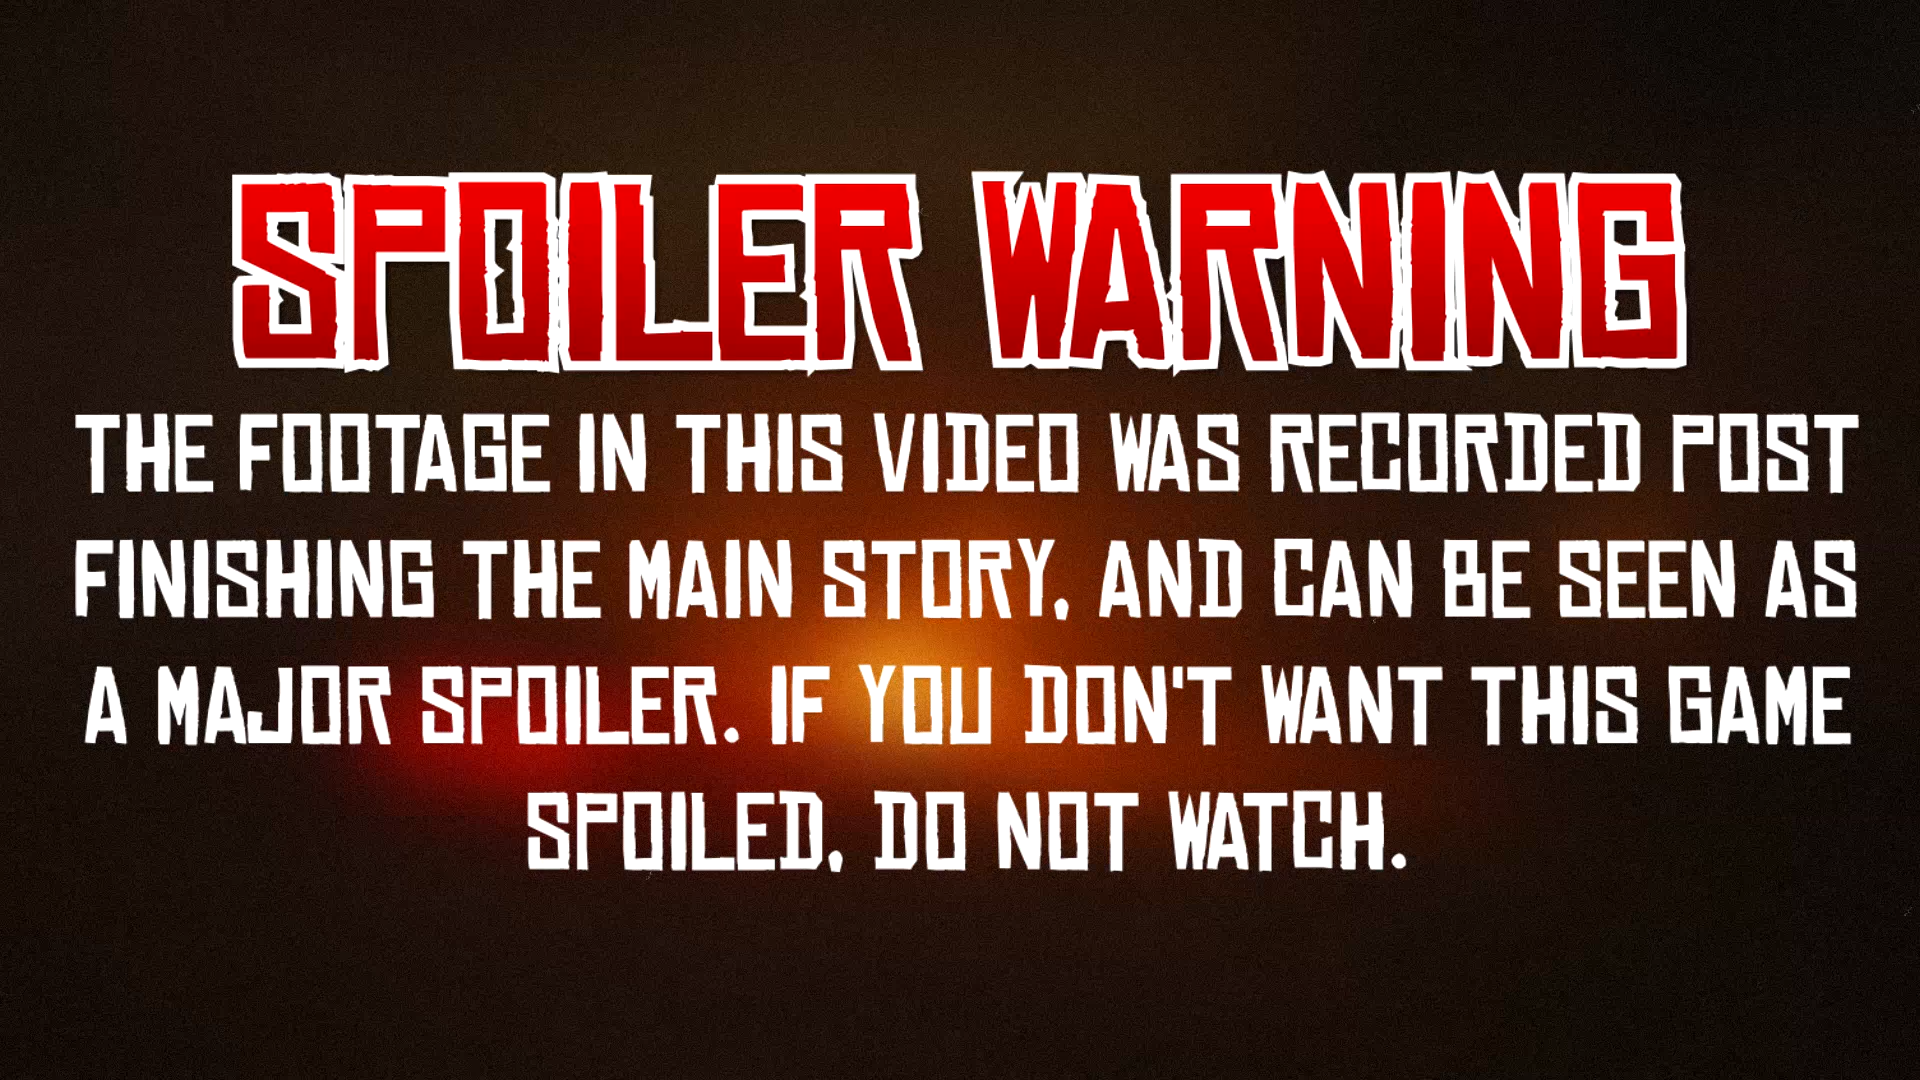 SPOILER WARNING
THE FOOTAGE IN THIS VIDEO WAS RECORDED POST
FINISHING THE MAIN STORY, AND CAN BE SEEN AS
A MAJOR SPOILER. IF YOU DON'T WANT THIS GAME
SPOILED, DO NOT WATCH.